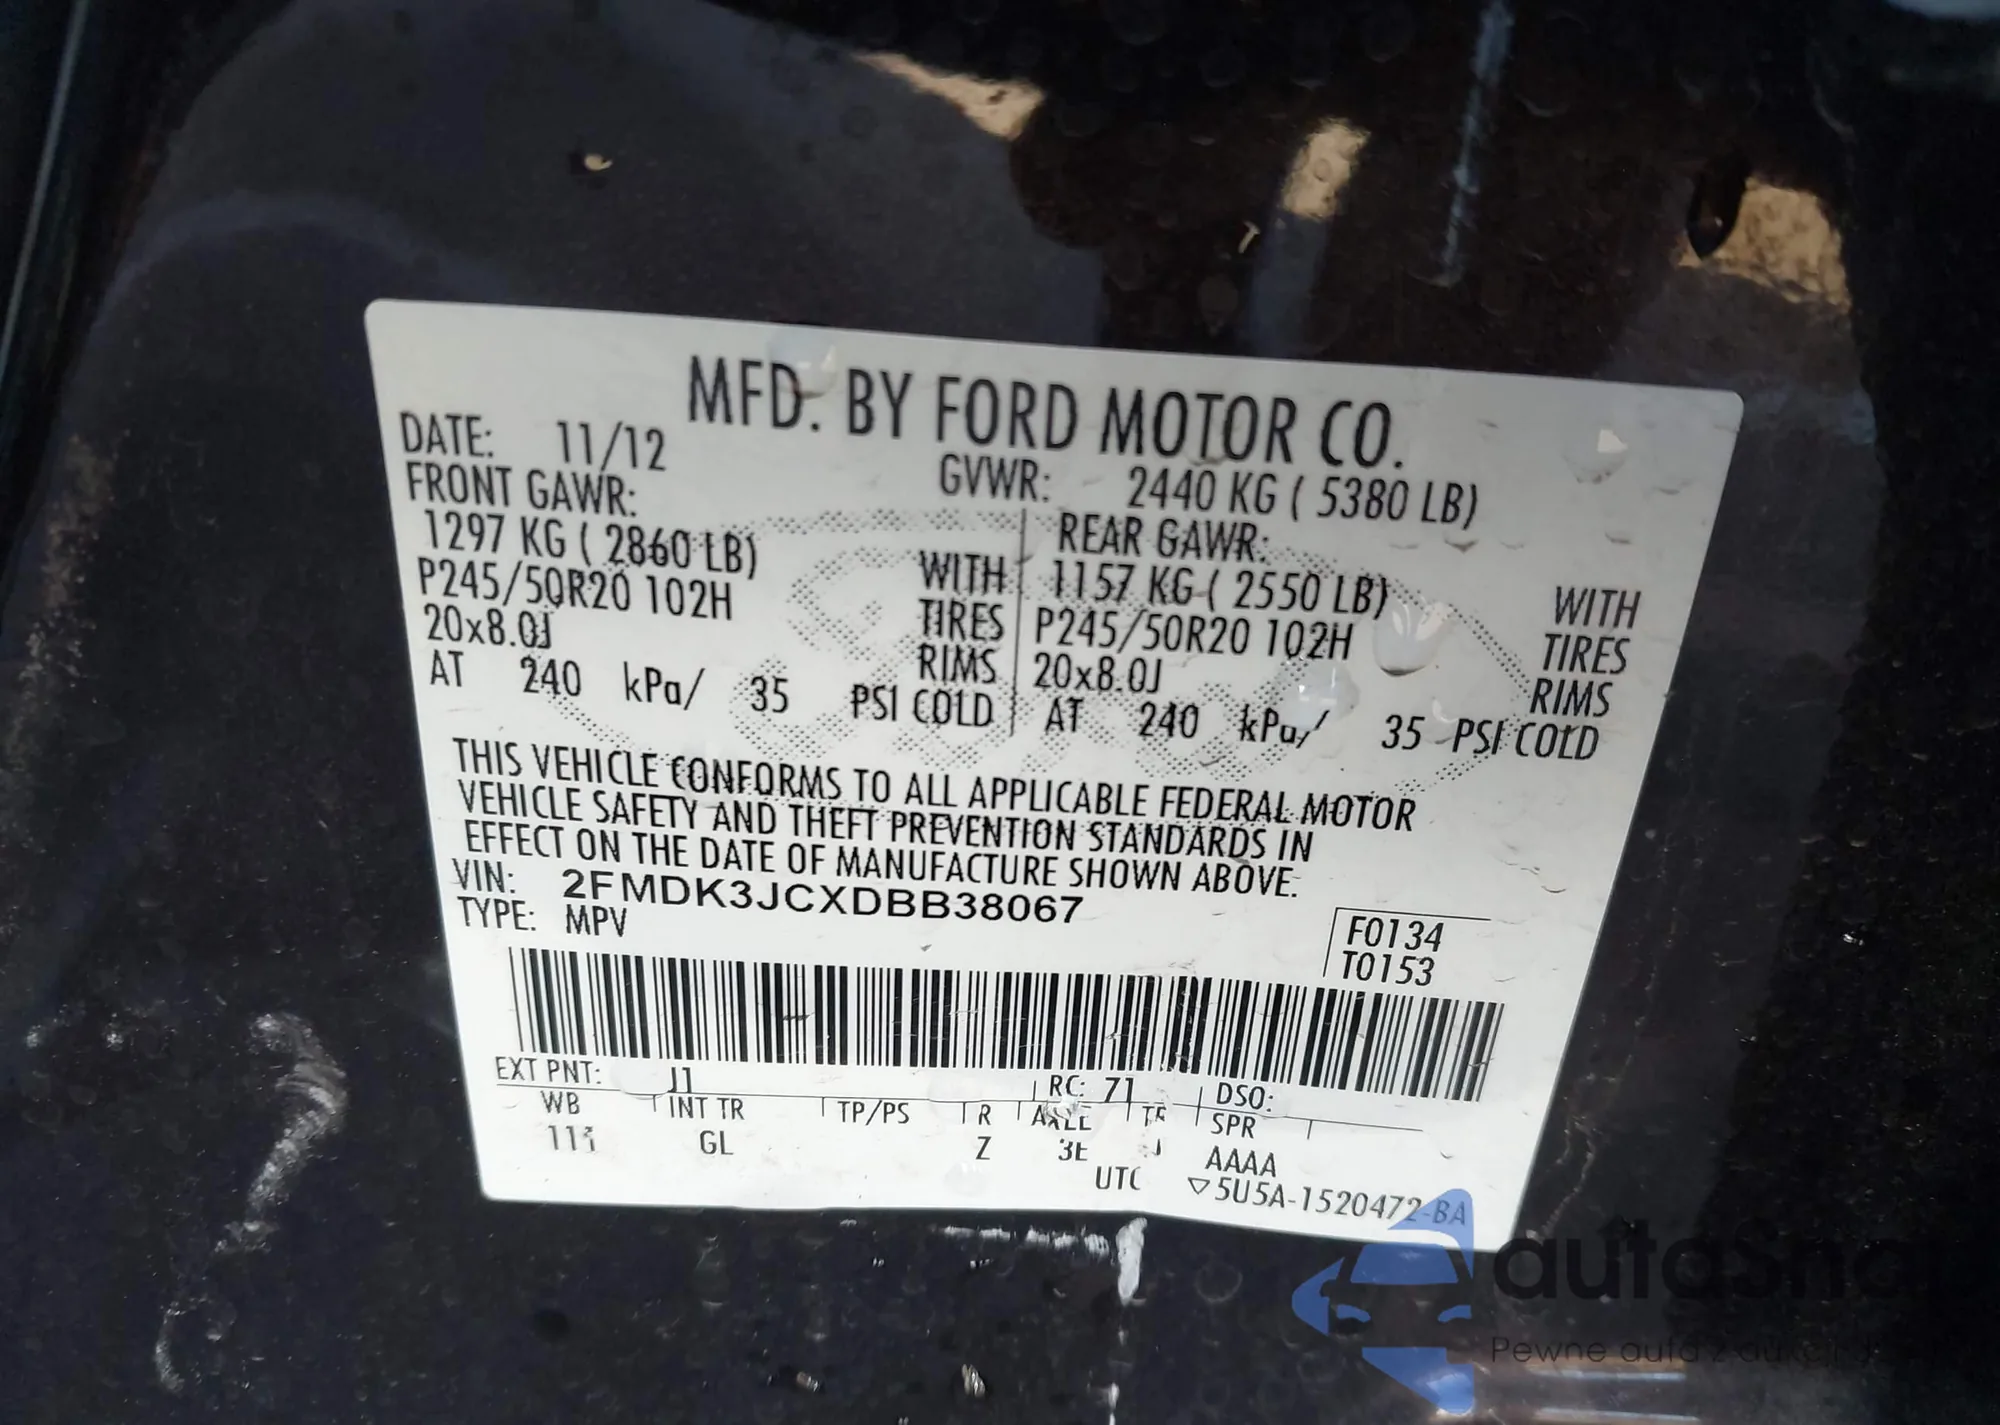 MFD. BY FORD MOTOR CO.
DATE: 11/12 GVWR: 2440 KG ( 5380 LB)
FRONT GAWR: REAR GAWR:
1297 KG ( 2860 LB) WITH 1157 KG ( 2550 LB) WITH
P245/50R20 102H TIRES P245/50R20 102H TIRES
20x8.0J RIMS 20x8.0J RIMS
AT 240 kPa/ 35 PSI COLD AT 240 kPa/ 35 PSI COLD
THIS VEHICLE CONFORMS TO ALL APPLICABLE FEDERAL MOTOR
VEHICLE SAFETY AND THEFT PREVENTION STANDARDS IN
EFFECT ON THE DATE OF MANUFACTURE SHOWN ABOVE.
VIN: 2FMDK3JCXDBB38067
TYPE: MPV
F0134
T0153
EXT PNT: J1 RC: 71 DSO:
WB INT TR TP/PS R AXLE TR SPR
GL Z AAAA
UTC ▽5U5A-1520472-BA
Pewne auta z